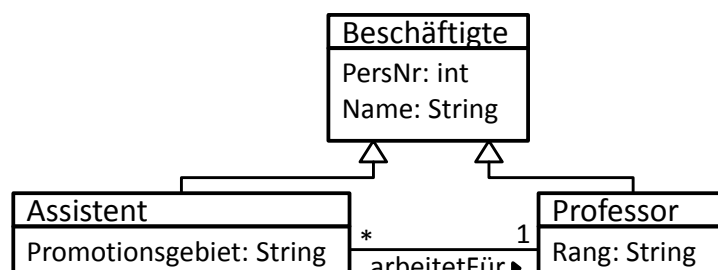 Beschäftigte
PersNr: int
Name: String
Assistent
Promotionsgebiet: String
* 1
arbeitetFür
Professor
Rang: String